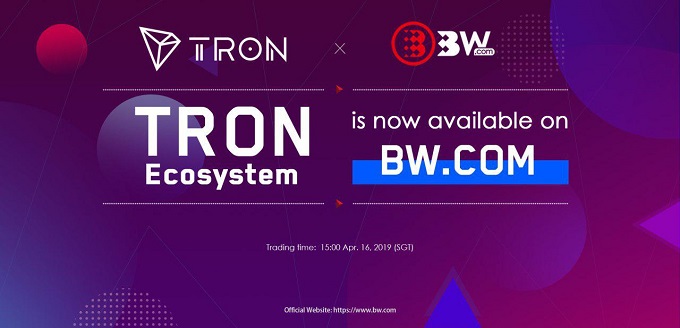 TRON
×
BW.com
TRON
Ecosystem
is now available on
BW.COM
Trading time: 15:00 Apr. 16, 2019 (SGT)
Official Website: https://www.bw.com